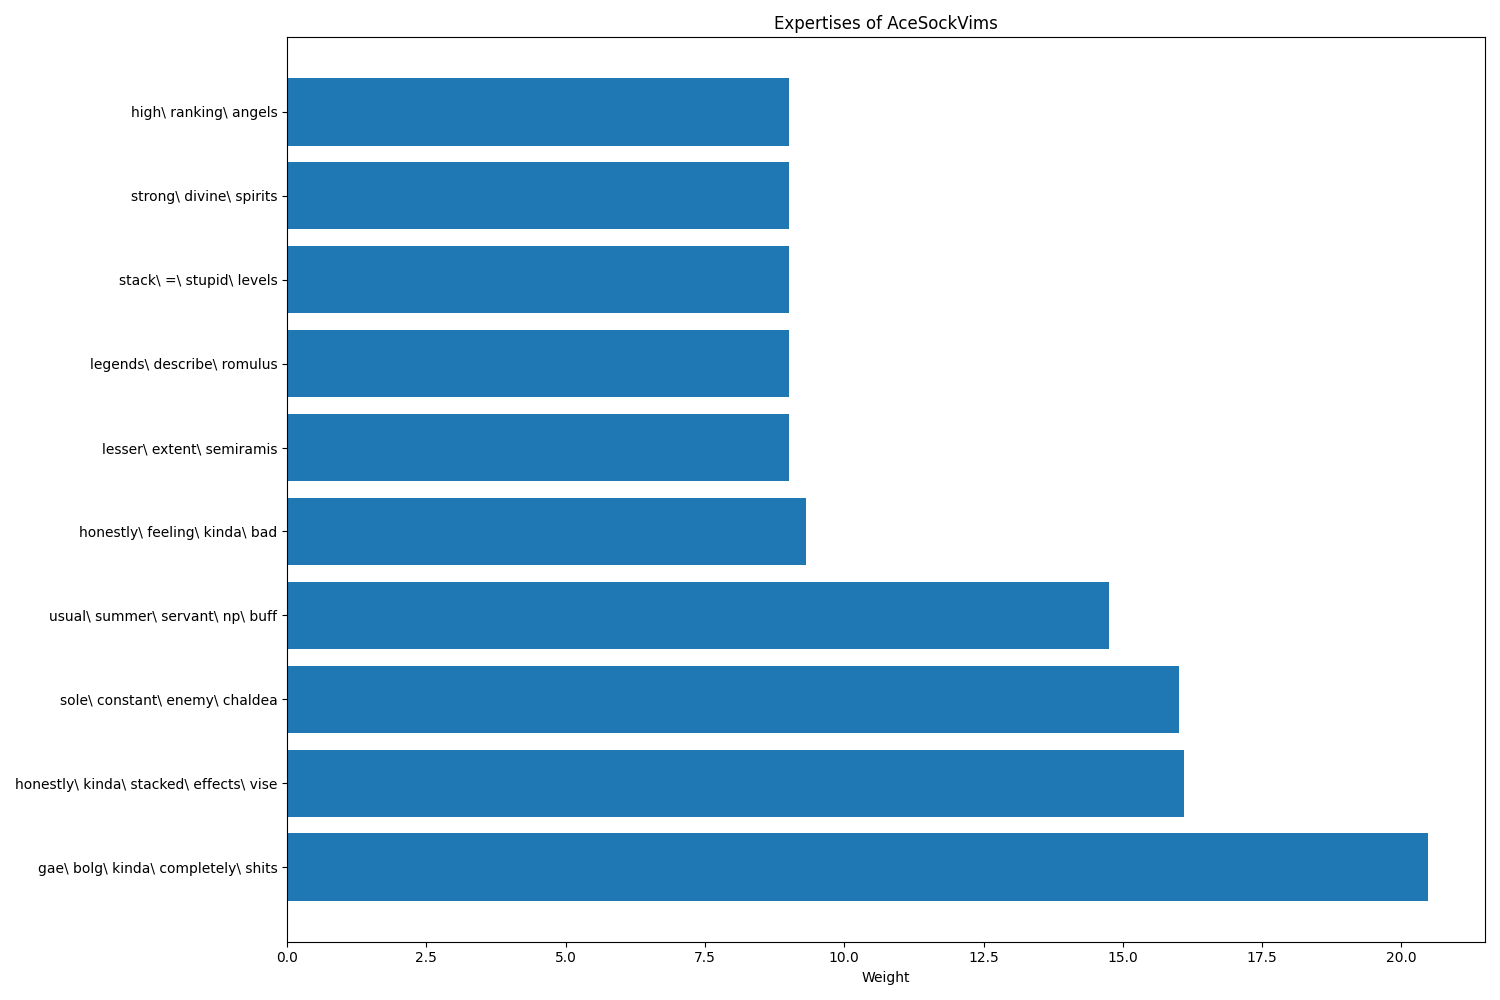 Expertises of AceSockVims
high\ ranking\ angels
strong\ divine\ spirits
stack\ =\ stupid\ levels
legends\ describe\ romulus
lesser\ extent\ semiramis
honestly\ feeling\ kinda\ bad
usual\ summer\ servant\ np\ buff
sole\ constant\ enemy\ chaldea
honestly\ kinda\ stacked\ effects\ vise
gae\ bolg\ kinda\ completely\ shits
0.0 2.5 5.0 7.5 10.0 12.5 15.0 17.5 20.0
Weight